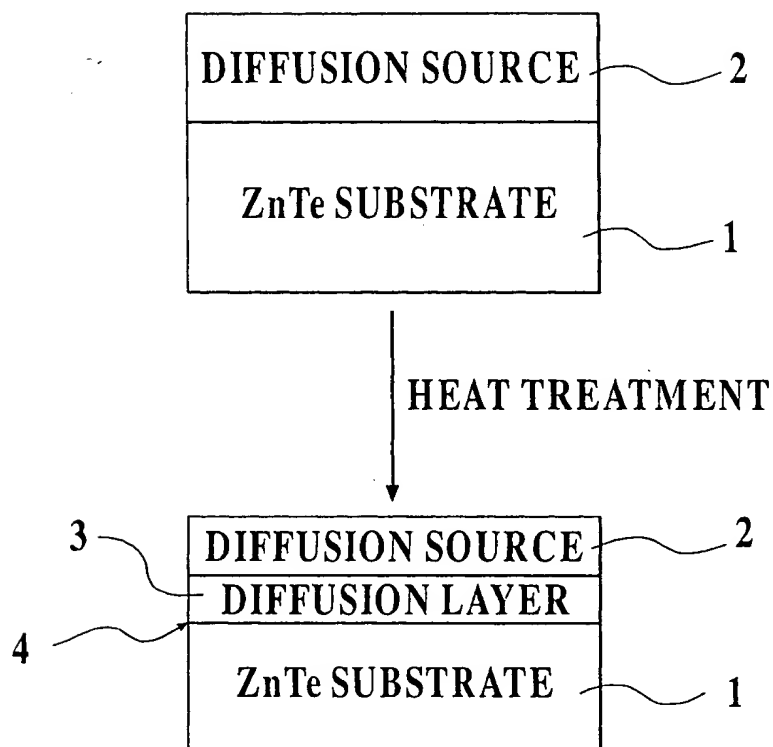 DIFFUSION SOURCE 2
ZnTe SUBSTRATE
1
HEAT TREATMENT
3
DIFFUSION SOURCE 2
DIFFUSION LAYER
4
ZnTe SUBSTRATE 1